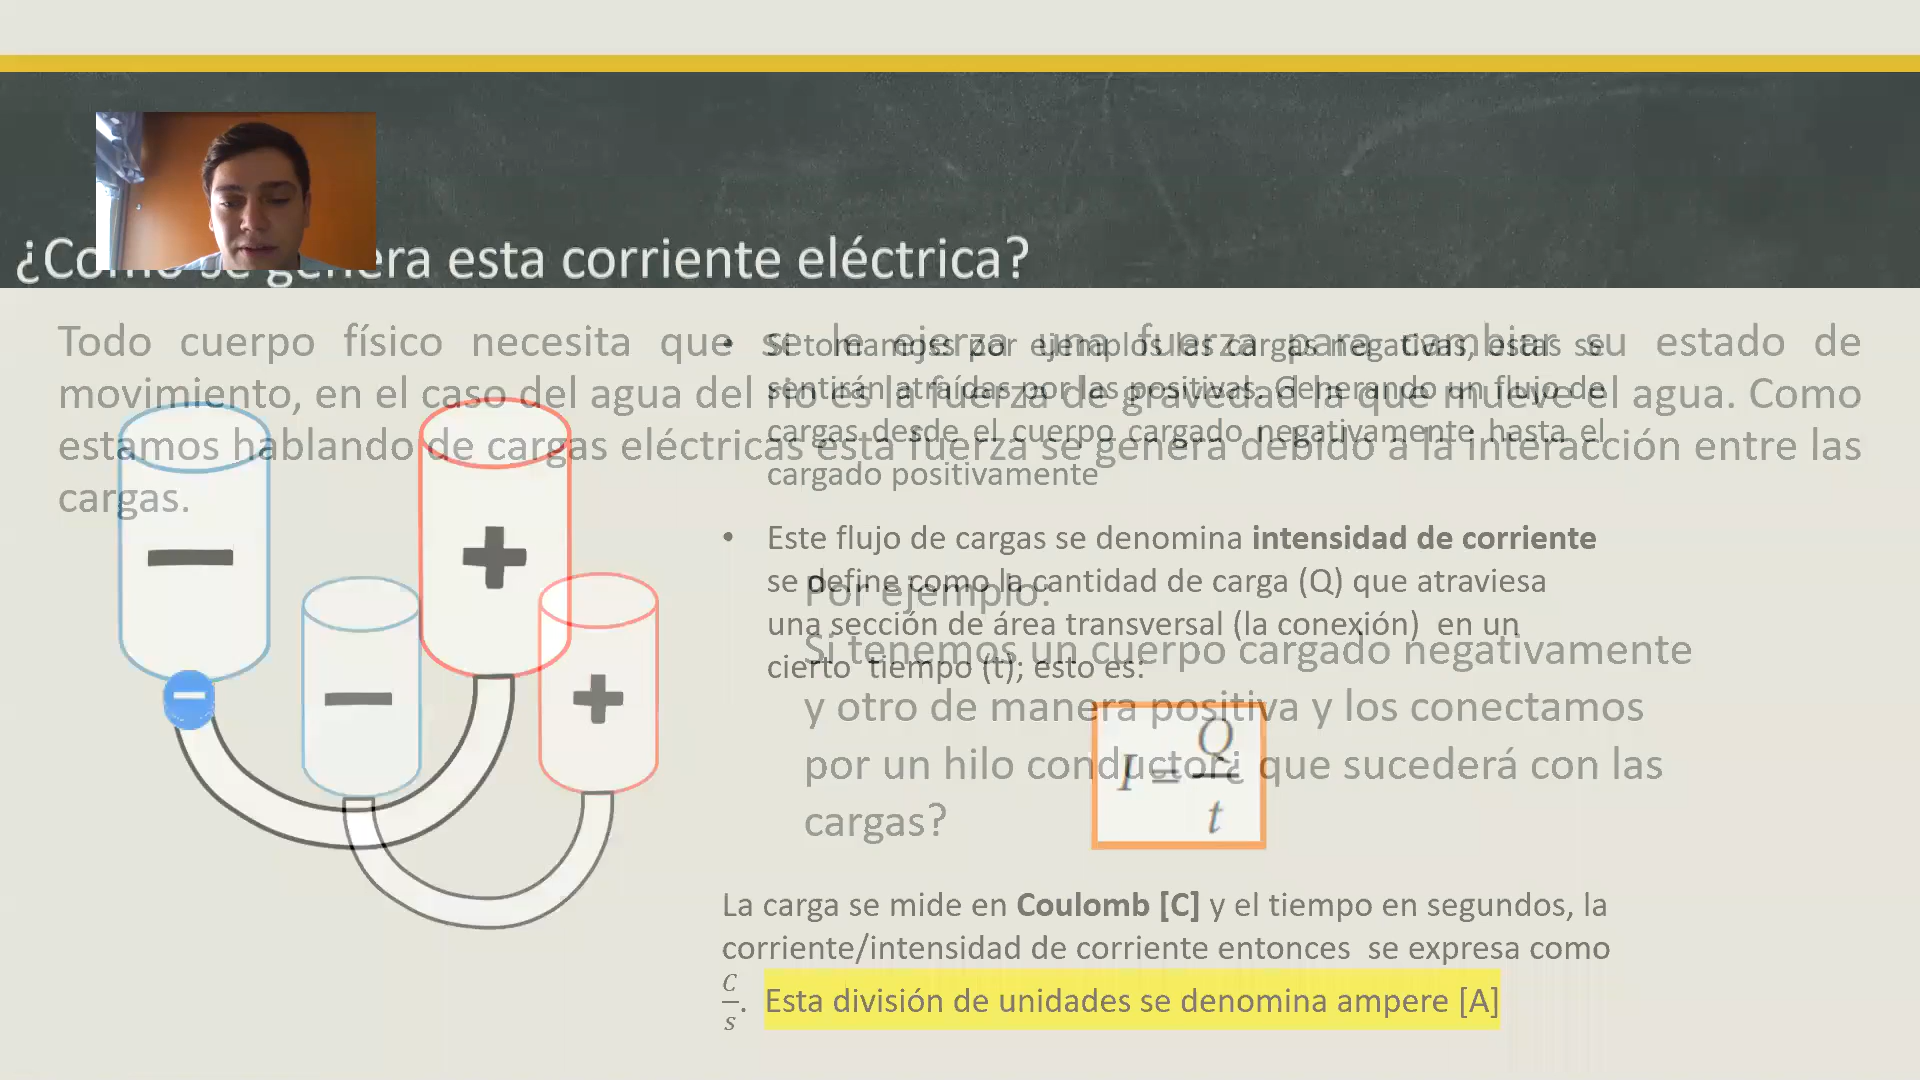 ¿Como se genera esta corriente eléctrica?
Todo cuerpo físico necesita que se le ejerza una fuerza para cambiar su estado de
movimiento, en el caso del agua del rio es la fuerza de gravedad la que mueve el agua. Como
estamos hablando de cargas eléctricas esta fuerza se genera debido a la interacción entre las
cargas.
• Si tomamos por ejemplo las cargas negativas, estas se
sentirán atraídas por las positivas. Generando un flujo de
cargas desde el cuerpo cargado negativamente hasta el
cargado positivamente
• Este flujo de cargas se denomina intensidad de corriente
se define como la cantidad de carga (Q) que atraviesa
una sección de área transversal (la conexión) en un
cierto tiempo (t); esto es:
Por ejemplo:
Si tenemos un cuerpo cargado negativamente
y otro de manera positiva y los conectamos
por un hilo conductor¿ que sucederá con las
cargas?
I = Q/t
La carga se mide en Coulomb [C] y el tiempo en segundos, la
corriente/intensidad de corriente entonces se expresa como
C/s. Esta división de unidades se denomina ampere [A]